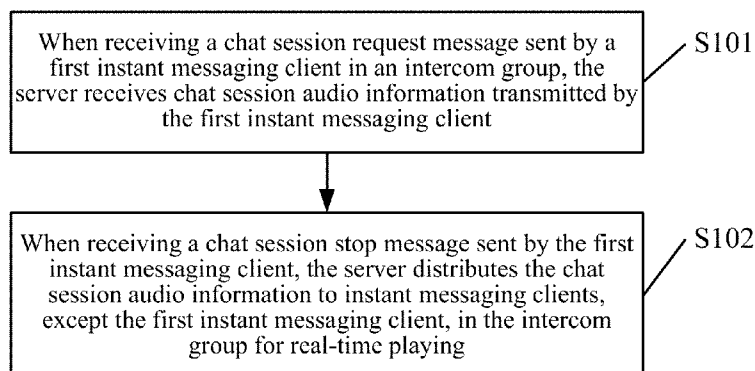 When receiving a chat session request message sent by a
first instant messaging client in an intercom group, the
server receives chat session audio information transmitted by
the first instant messaging client
S101
When receiving a chat session stop message sent by the first
instant messaging client, the server distributes the chat
session audio information to instant messaging clients,
except the first instant messaging client, in the intercom
group for real-time playing
S102